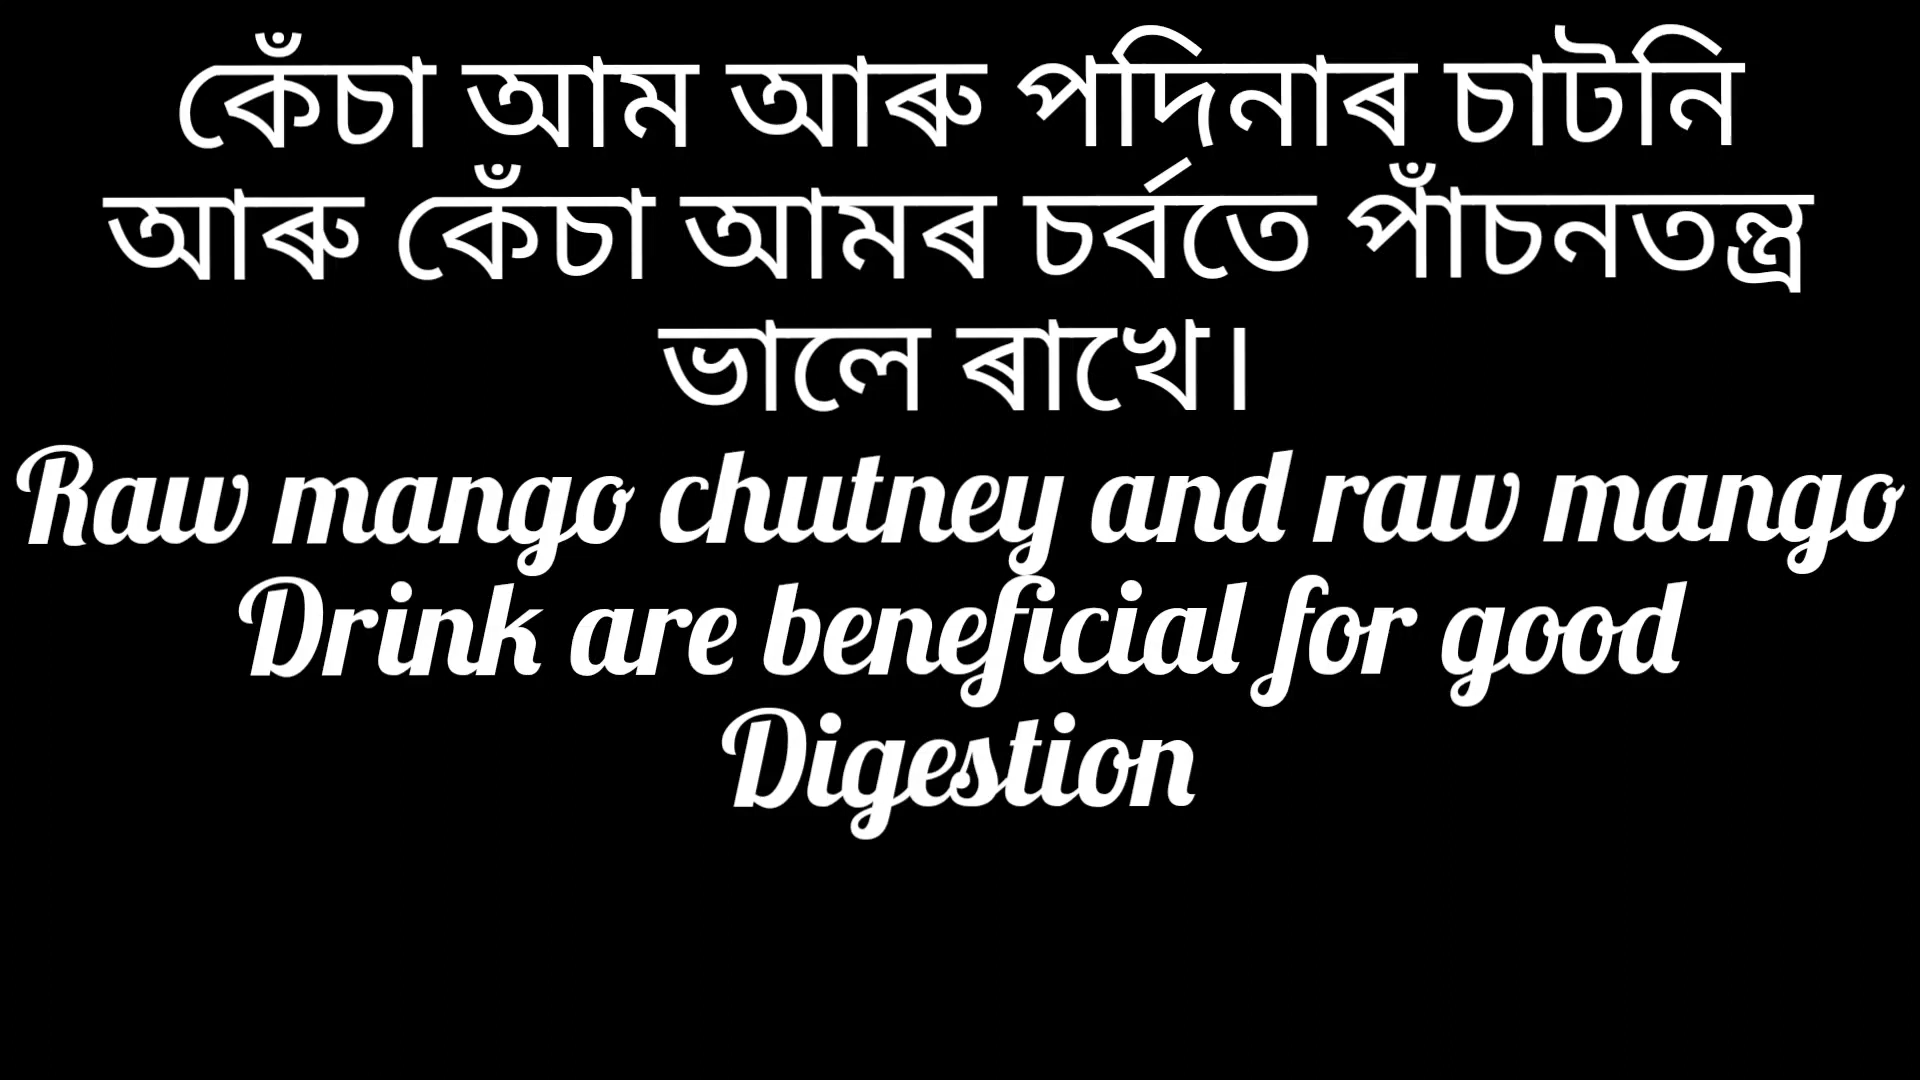 কেঁচা আম আৰু পদিনাৰ চাটনি
আৰু কেঁচা আমৰ চৰ্বতে পাঁচনতন্ত্ৰ
ভালে ৰাখে।
Raw mango chutney and raw mango
Drink are beneficial for good
Digestion